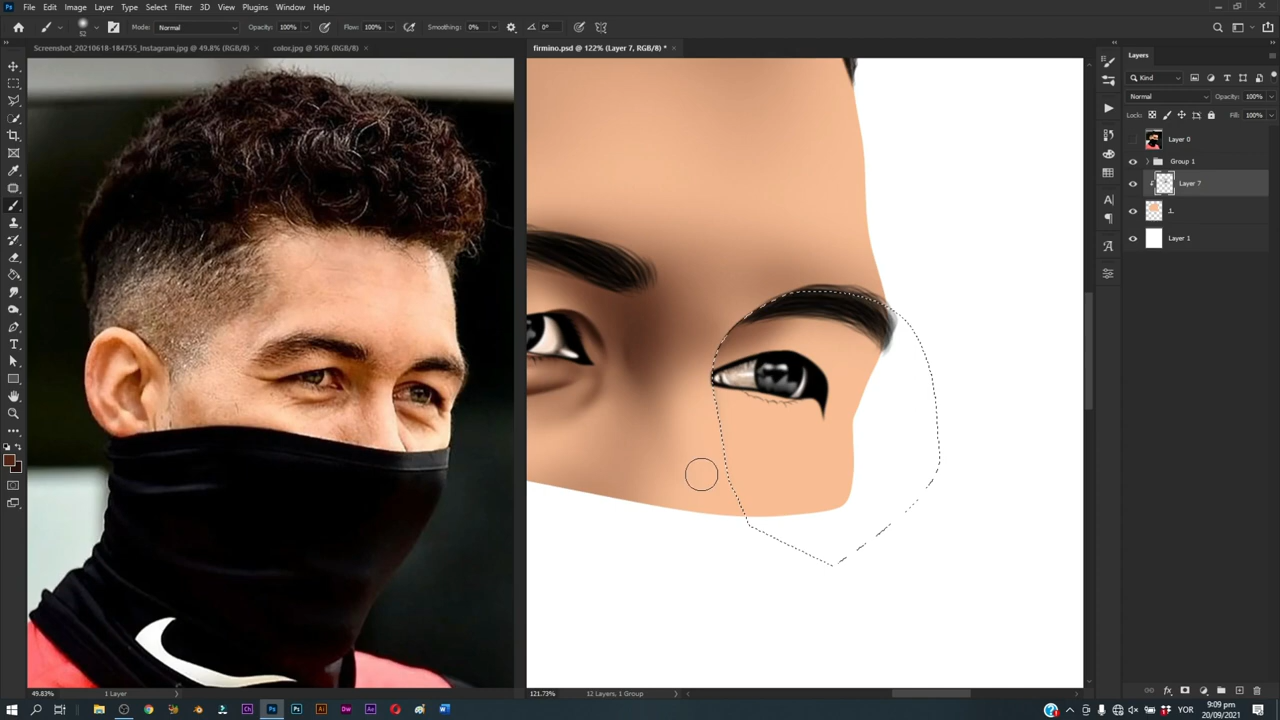 File Edit Image Layer Type Select Filter 3D View Plugins Window Help
Mode: Normal Opacity: 100% Flow: 100% Smoothing: 0% 0°
Screenshot_20210618-184755_Instagram.jpg @ 49.8% (RGB/8) × color.jpg @ 50% (RGB/8) ×
firmino.psd @ 122% (Layer 7, RGB/8) * ×
Layers
Kind
Normal Opacity: 100%
Lock: Fill: 100%
Layer 0
Group 1
Layer 7
Layer 1
49.83% 1 Layer
121.73% 12 Layers, 1 Group
YOR 9:09 pm
20/09/2021